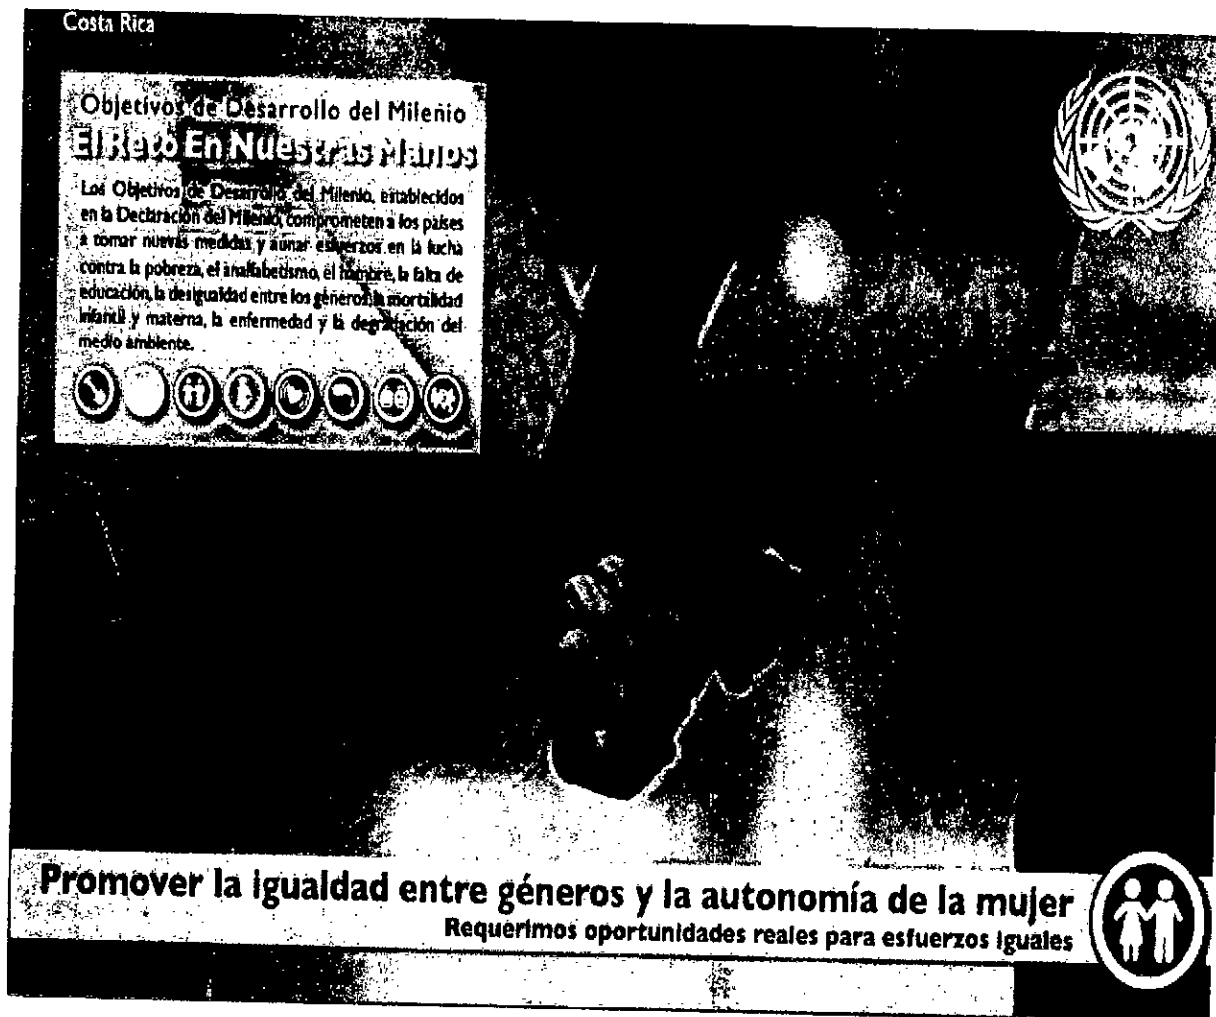 Costa Rica
Objetivos de Desarrollo del Milenio
El Reto En Nuestras Manos
Los Objetivos de Desarrollo del Milenio, establecidos
en la Declaración del Milenio, comprometen a los países
a tomar nuevas medidas y aunar esfuerzos en la lucha
contra la pobreza, el analfabetismo, el hambre, la falta de
educación, la desigualdad entre los géneros, la mortalidad
infantil y materna, la enfermedad y la degradación del
medio ambiente.
Promover la igualdad entre géneros y la autonomía de la mujer
Requerimos oportunidades reales para esfuerzos iguales